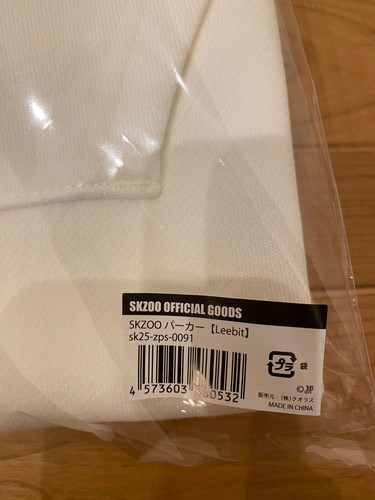 SKZOO OFFICIAL GOODS
SKZOO パーカー【Leebit】
sk25-zps-0091
プラ 袋
©JYP
販売元:(株)クオラス
MADE IN CHINA
4 573603